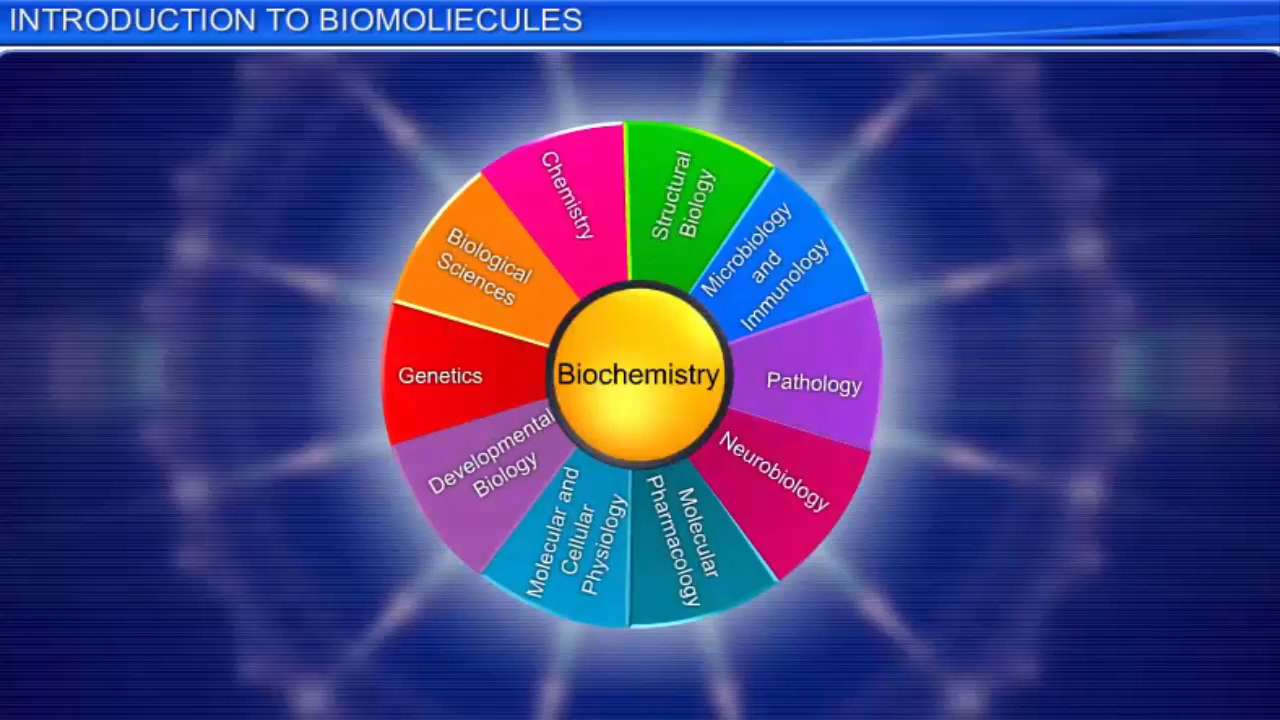 INTRODUCTION TO BIOMOLIECULES
Chemistry
Structural
Biology
Microbiology
and
Immunology
Pathology
Neurobiology
Molecular
Pharmacology
Molecular and
Cellular
Physiology
Developmental
Biology
Genetics
Biological
Sciences
Biochemistry